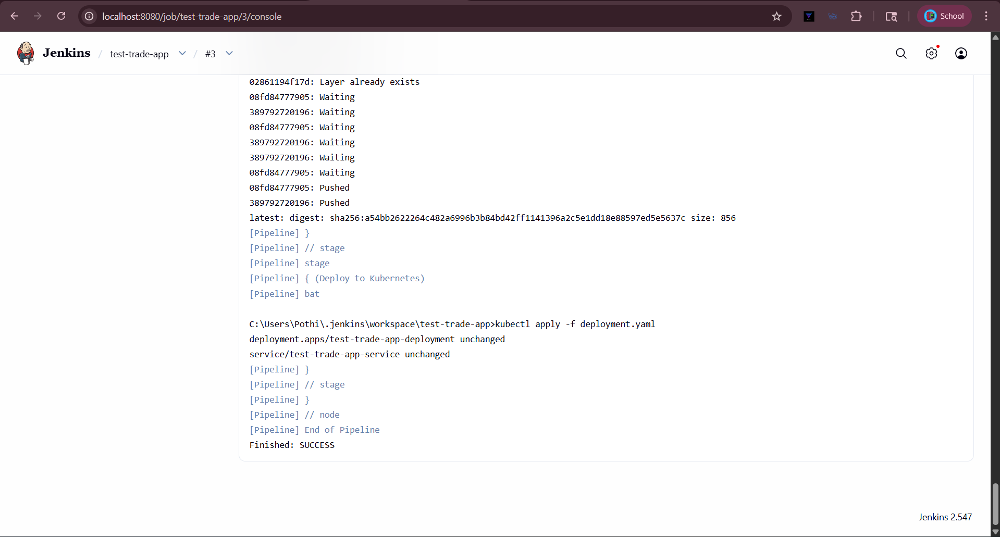 localhost:8080/job/test-trade-app/3/console
School
Jenkins / test-trade-app / #3
02861194f17d: Layer already exists
08fd84777905: Waiting
389792720196: Waiting
08fd84777905: Waiting
389792720196: Waiting
389792720196: Waiting
08fd84777905: Waiting
08fd84777905: Pushed
389792720196: Pushed
latest: digest: sha256:a54bb2622264c482a6996b3b84bd42ff1141396a2c5e1dd18e88597ed5e5637c size: 856
[Pipeline] }
[Pipeline] // stage
[Pipeline] stage
[Pipeline] { (Deploy to Kubernetes)
[Pipeline] bat
C:\Users\Pothi\.jenkins\workspace\test-trade-app>kubectl apply -f deployment.yaml
deployment.apps/test-trade-app-deployment unchanged
service/test-trade-app-service unchanged
[Pipeline] }
[Pipeline] // stage
[Pipeline] }
[Pipeline] // node
[Pipeline] End of Pipeline
Finished: SUCCESS
Jenkins 2.547